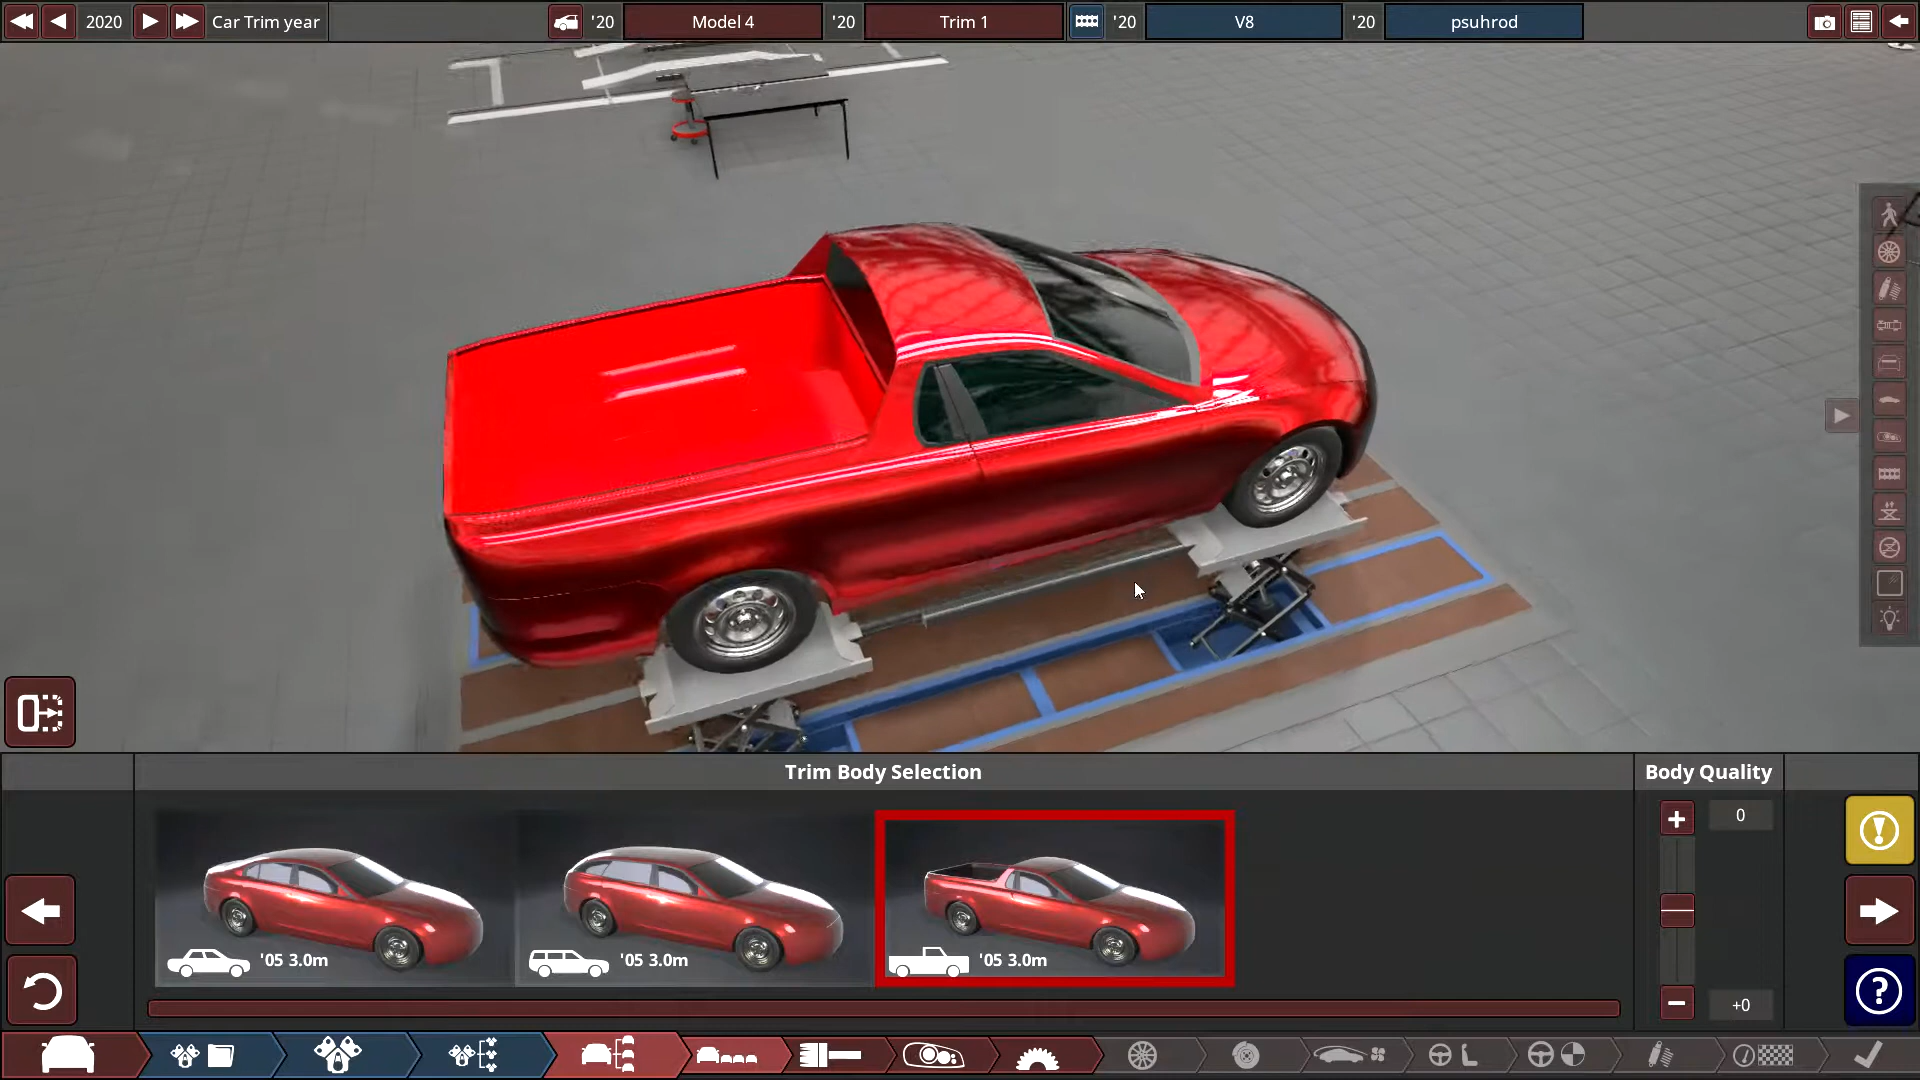 2020 Car Trim year '20 Model 4 '20 Trim 1 '20 V8 '20 psuhrod
Trim Body Selection Body Quality
0
'05 3.0m '05 3.0m '05 3.0m
+0